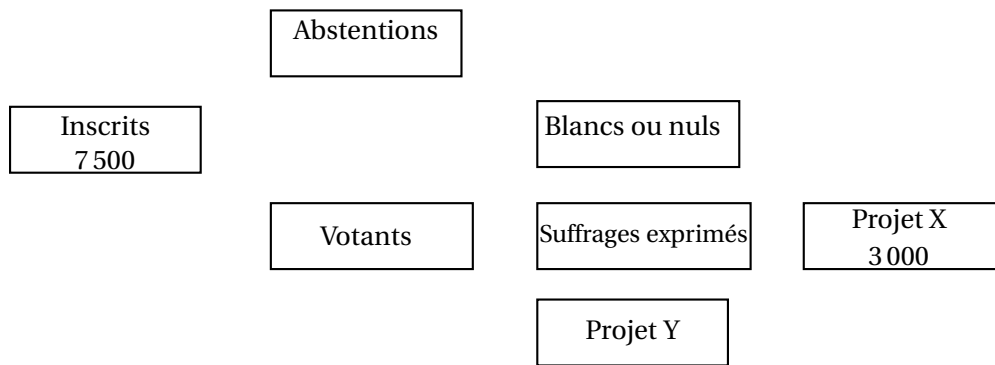 Abstentions
Inscrits
7 500
Blancs ou nuls
Votants
Suffrages exprimés
Projet X
3 000
Projet Y